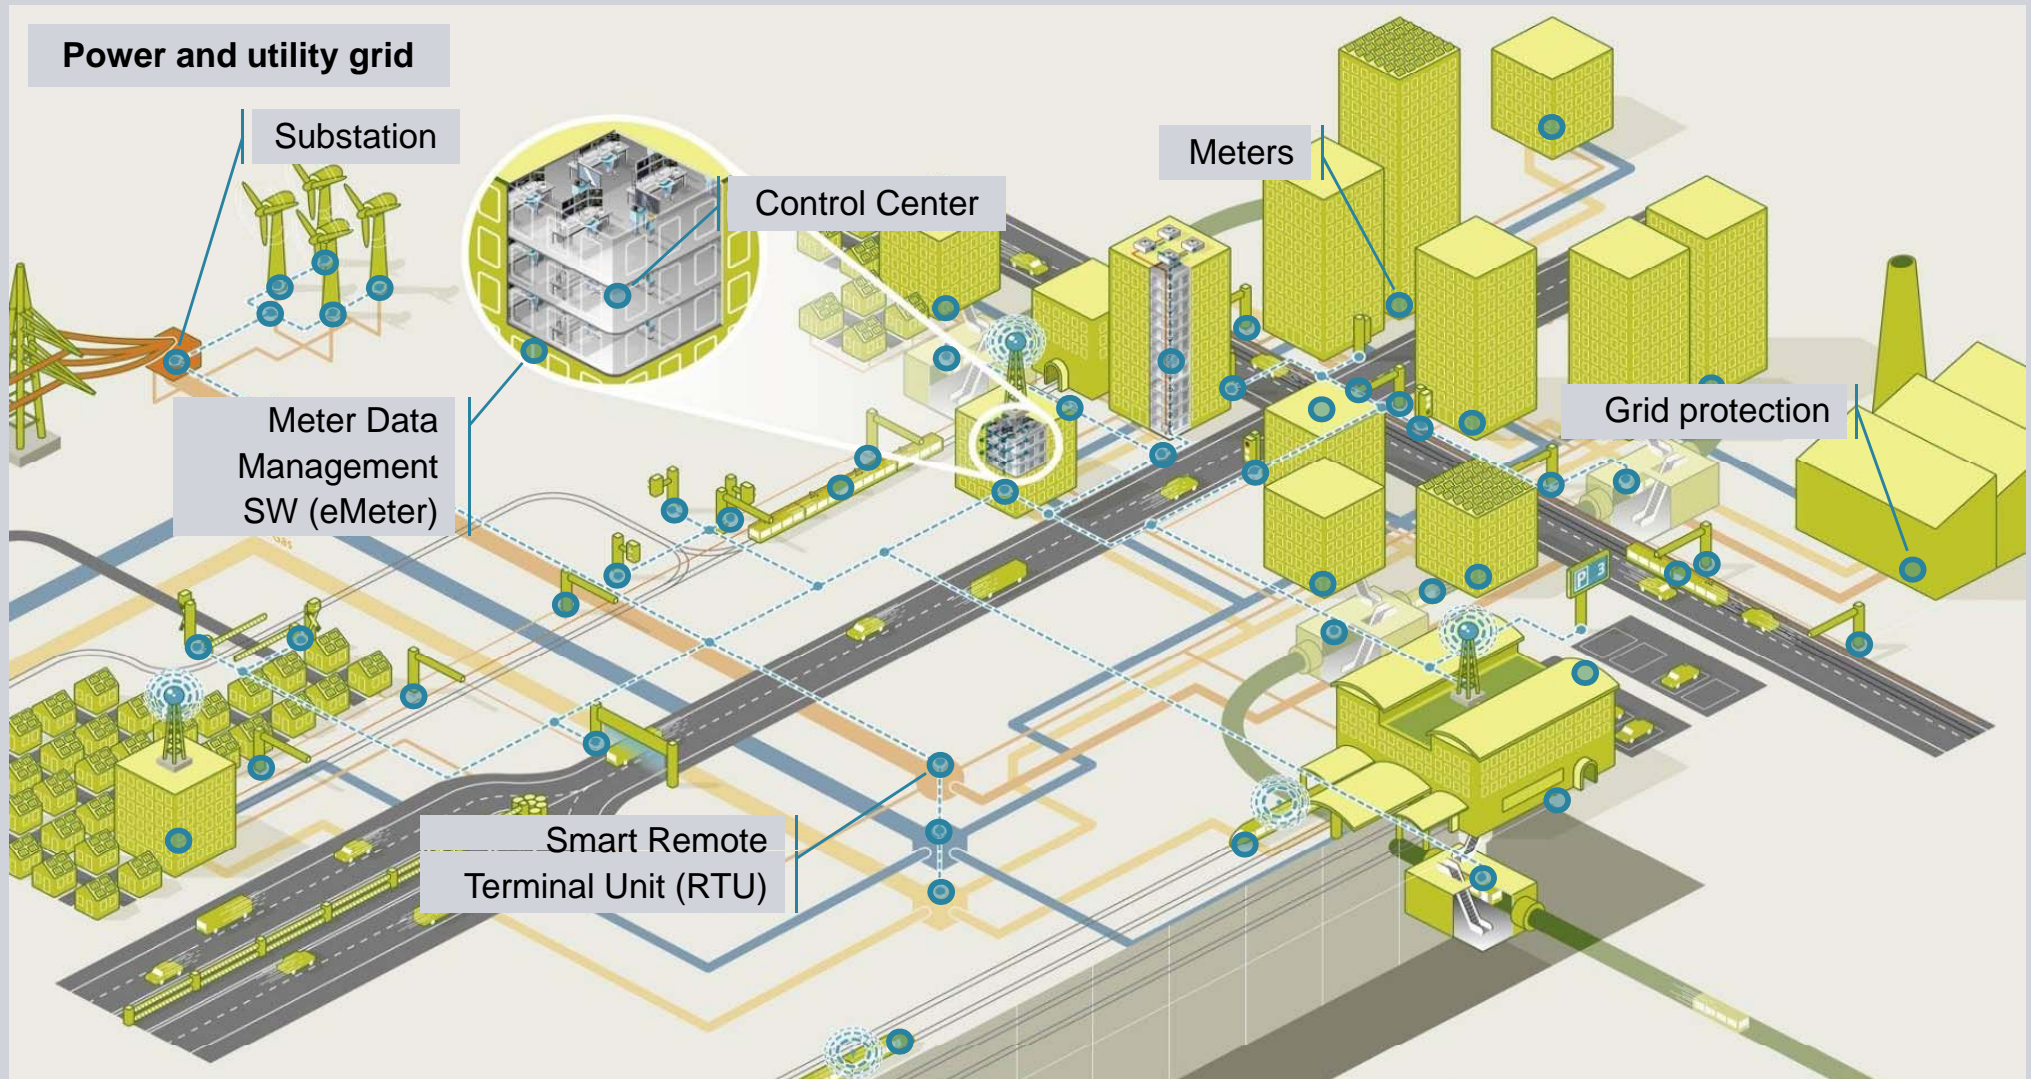 Power and utility grid
Substation
Meters
Control Center
Meter Data
Management
SW (eMeter)
Grid protection
Gas
P 3
Smart Remote
Terminal Unit (RTU)